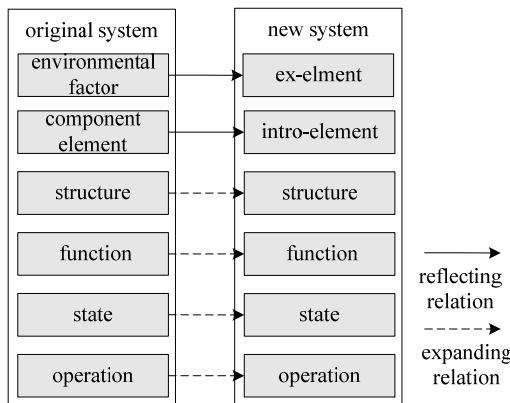 original system
new system
environmental
factor
ex-elment
component
element
intro-element
structure
structure
function
function
state
state
operation
operation
reflecting
relation
expanding
relation